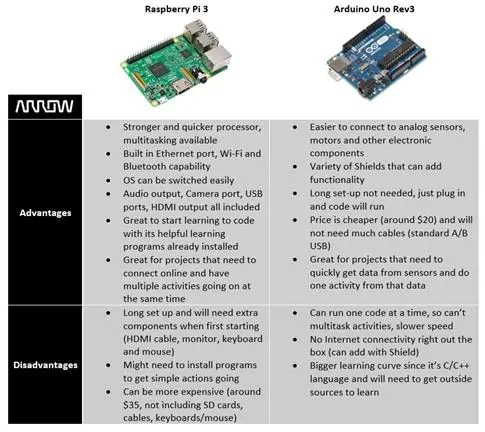 Raspberry Pi 3
Arduino Uno Rev3
ARROW
Advantages
• Stronger and quicker processor,
multitasking available
• Built in Ethernet port, Wi-Fi and
Bluetooth capability
• OS can be switched easily
• Audio output, Camera port, USB
ports, HDMI output all included
• Great to start learning to code
with its helpful learning
programs already installed
• Great for projects that need to
connect online and have
multiple activities going on at
the same time
• Easier to connect to analog sensors,
motors and other electronic
components
• Variety of Shields that can add
functionality
• Long set-up not needed, just plug in
and code will run
• Price is cheaper (around $20) and will
not need much cables (standard A/B
USB)
• Great for projects that need to
quickly get data from sensors and do
one activity from that data
Disadvantages
• Long set up and will need extra
components when first starting
(HDMI cable, monitor, keyboard
and mouse)
• Might need to install programs
to get simple actions going
• Can be more expensive (around
$35, not including SD cards,
cables, keyboards/mouse)
• Can run one code at a time, so can't
multitask activities, slower speed
• No Internet connectivity right out the
box (can add with Shield)
• Bigger learning curve since it's C/C++
language and will need to get outside
sources to learn